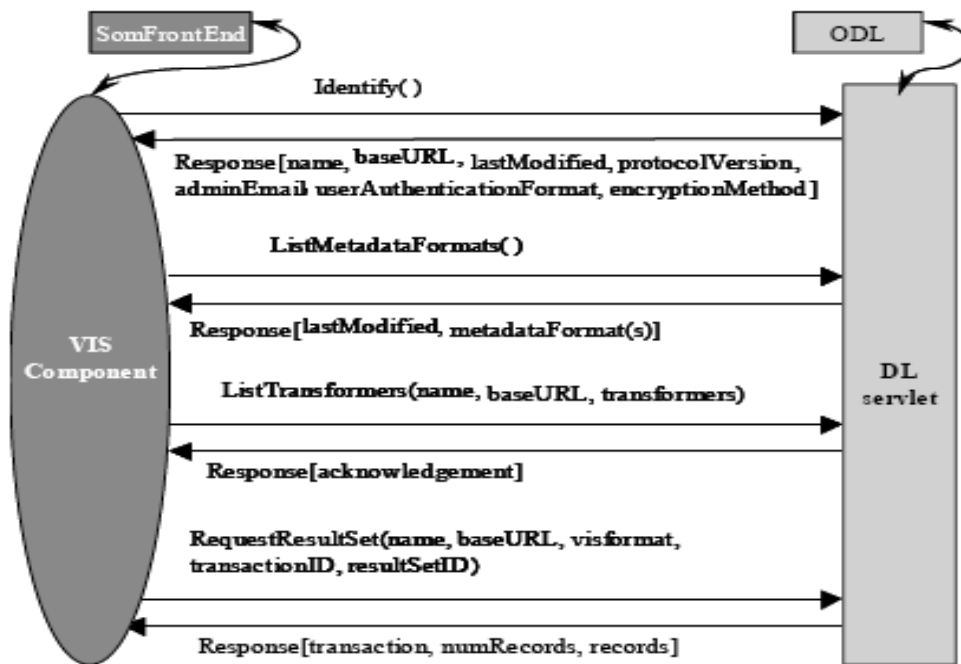 SomFrontEnd
ODL
Identify( )
Response[name, baseURL, lastModified, protocolVersion,
adminEmail, userAuthenticationFormat, encryptionMethod]
ListMetadataFormats( )
Response[lastModified, metadataFormat(s)]
VIS
Component
ListTransformers(name, baseURL, transformers)
DL
servlet
Response[acknowledgement]
RequestResultSet(name, baseURL, visformat,
transactionID, resultSetID)
Response[transaction, numRecords, records]